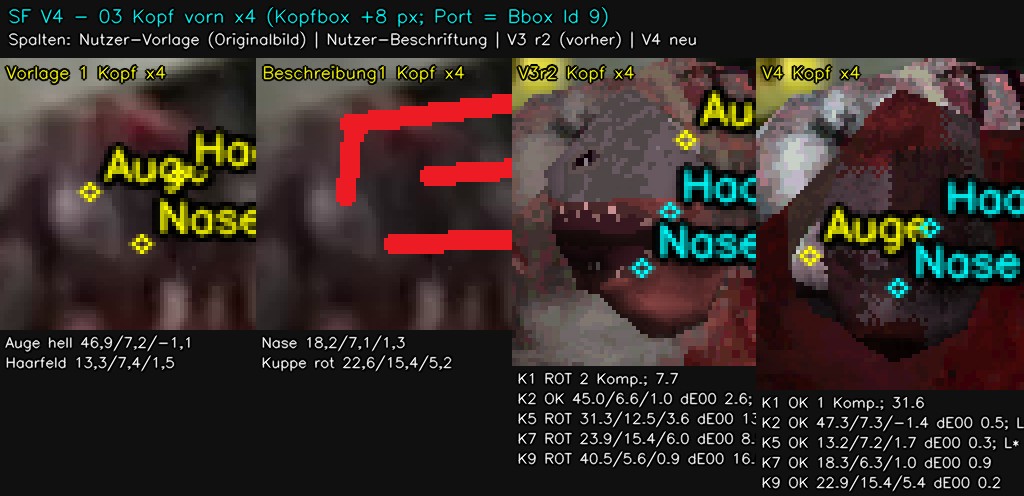 SF V4 - 03 Kopf vorn x4 (Kopfbox +8 px; Port = Bbox Id 9)
Spalten: Nutzer-Vorlage (Originalbild) | Nutzer-Beschriftung | V3 r2 (vorher) | V4 neu
Vorlage 1 Kopf x4
Beschreibung1 Kopf x4
V3r2 Kopf x4
V4 Kopf x4
Auge
Haa
Nase
Au
Haa
Nase
Haa
Auge
Nase
Auge hell 46,9/7,2/-1,1
Haarfeld 13,3/7,4/1,5
Nase 18,2/7,1/1,3
Kuppe rot 22,6/15,4/5,2
K1 ROT 2 Komp.; 7.7
K2 OK 45.0/6.6/1.0 dE00 2.6;
K5 ROT 31.3/12.5/3.6 dE00 13
K7 ROT 23.9/15.4/6.0 dE00 8.
K9 ROT 40.5/5.6/0.9 dE00 16.
K1 OK 1 Komp.; 31.6
K2 OK 47.3/7.3/-1.4 dE00 0.5; L
K5 OK 13.2/7.2/1.7 dE00 0.3; L*
K7 OK 18.3/6.3/1.0 dE00 0.9
K9 OK 22.9/15.4/5.4 dE00 0.2